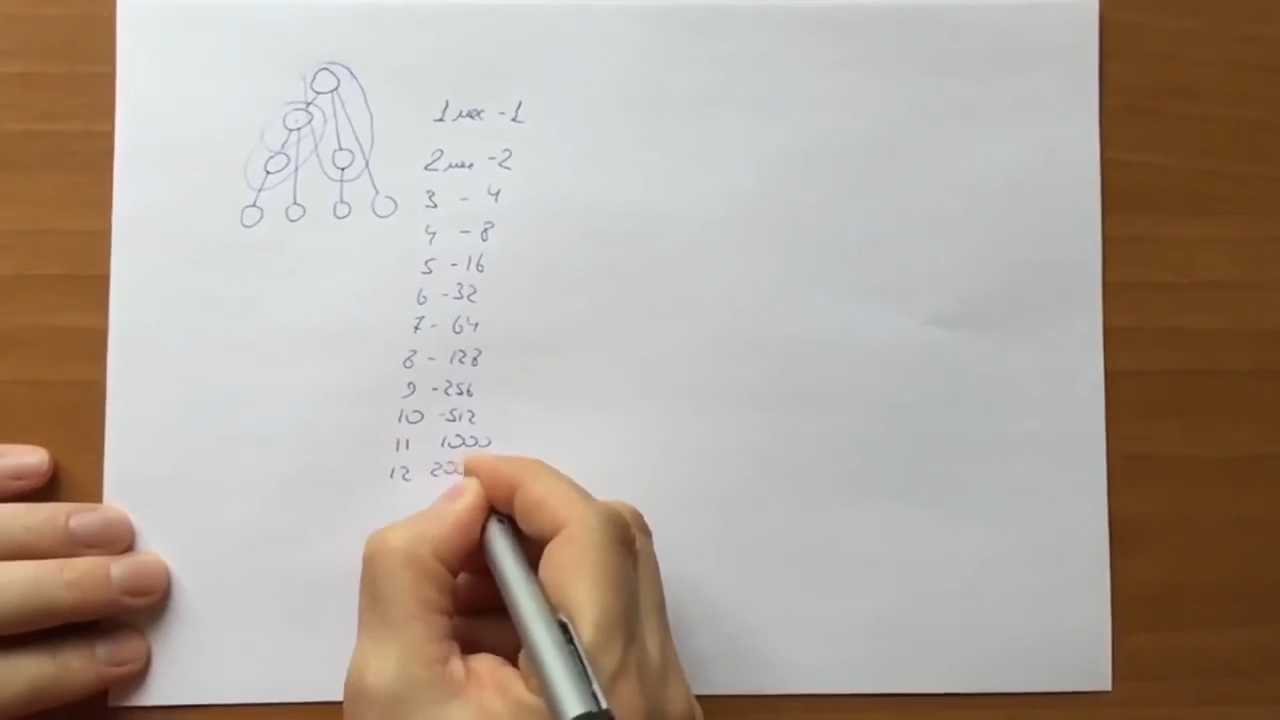 1 мес - 1
2 мес - 2
3 - 4
4 - 8
5 - 16
6 - 32
7 - 64
8 - 128
9 - 256
10 - 512
11 1000
12